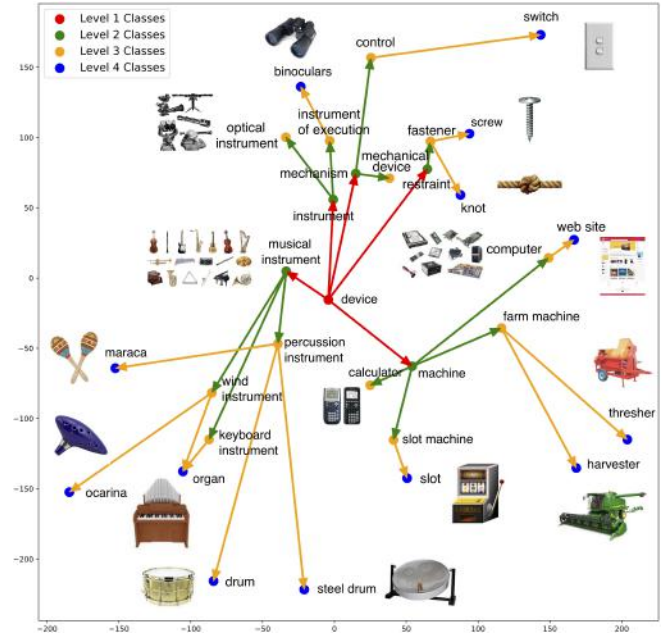 Level 1 Classes
Level 2 Classes
Level 3 Classes
Level 4 Classes
switch
control
binoculars
optical
instrument
instrument
of execution
fastener
screw
mechanism
mechanical
device
restraint
knot
instrument
musical
instrument
web site
computer
device
farm machine
percussion
instrument
maraca
calculator
machine
wind
instrument
keyboard
instrument
slot machine
thresher
harvester
ocarina
organ
slot
drum
steel drum
150
100
50
0
−50
−100
−150
−200
−200
−150
−100
−50
0
50
100
150
200